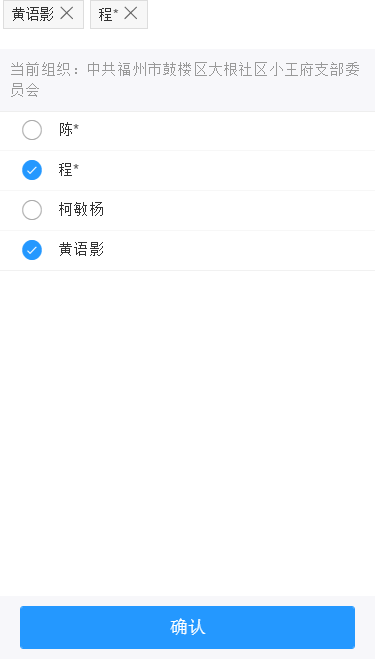 黄语影 程*
当前组织：中共福州市鼓楼区大根社区小王府支部委
员会
陈*
程*
柯敏杨
黄语影
确认